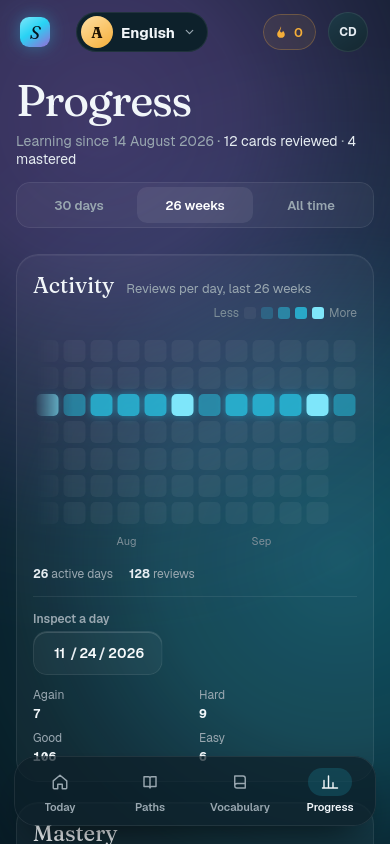 S
A English
0
CD
Progress
Learning since 14 August 2026 · 12 cards reviewed · 4
mastered
30 days 26 weeks All time
Activity Reviews per day, last 26 weeks
Less More
Aug Sep
26 active days 128 reviews
Inspect a day
11 / 24 / 2026
Again Hard
7 9
Good Easy
106 6
Today Paths Vocabulary Progress
Mastery